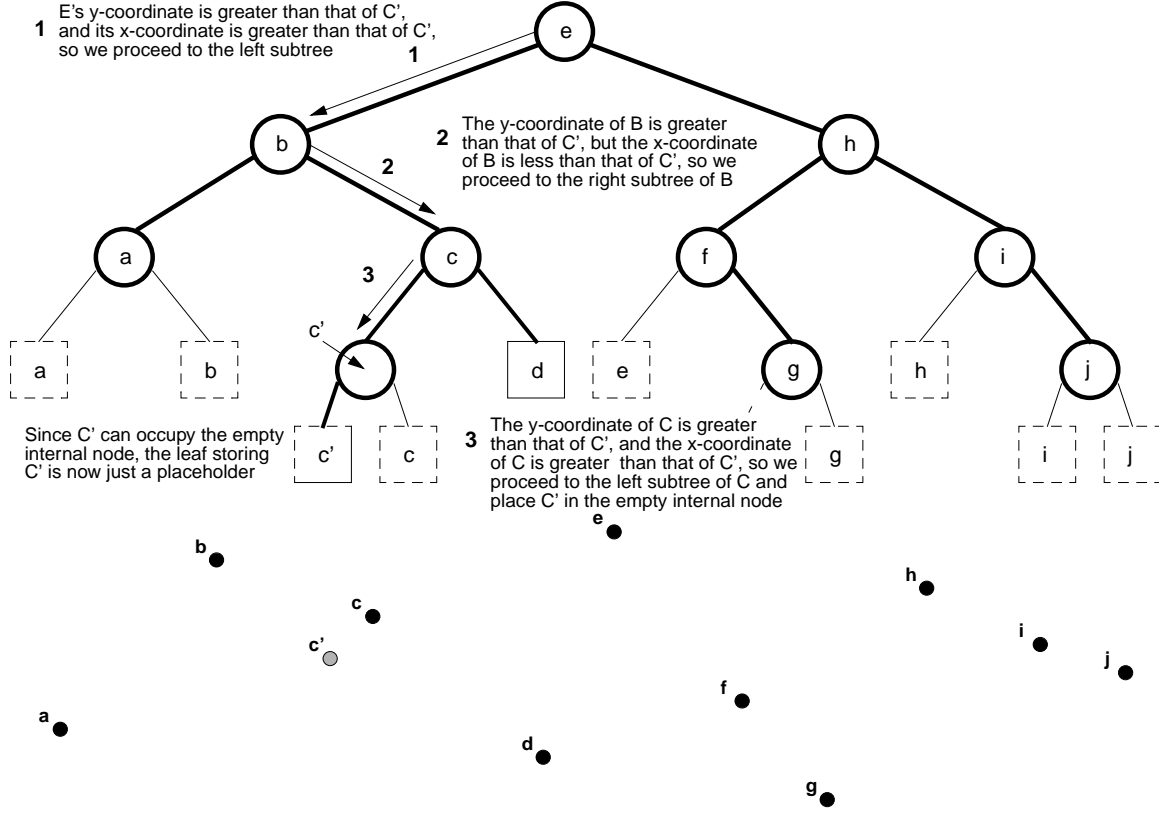 E’s y-coordinate is greater than that of C’,
1 and its x-coordinate is greater than that of C’,
so we proceed to the left subtree
e
1
The y-coordinate of B is greater
2 than that of C’, but the x-coordinate
of B is less than that of C’, so we
proceed to the right subtree of B
b
2
h
a
c
f
i
3
c’
a
b
d
e
g
h
j
Since C’ can occupy the empty
internal node, the leaf storing
C’ is now just a placeholder
c’
c
The y-coordinate of C is greater
3 than that of C’, and the x-coordinate
of C is greater than that of C’, so we
proceed to the left subtree of C and
place C’ in the empty internal node
g
i
j
e
b
h
c
c’
i
j
f
a
d
g